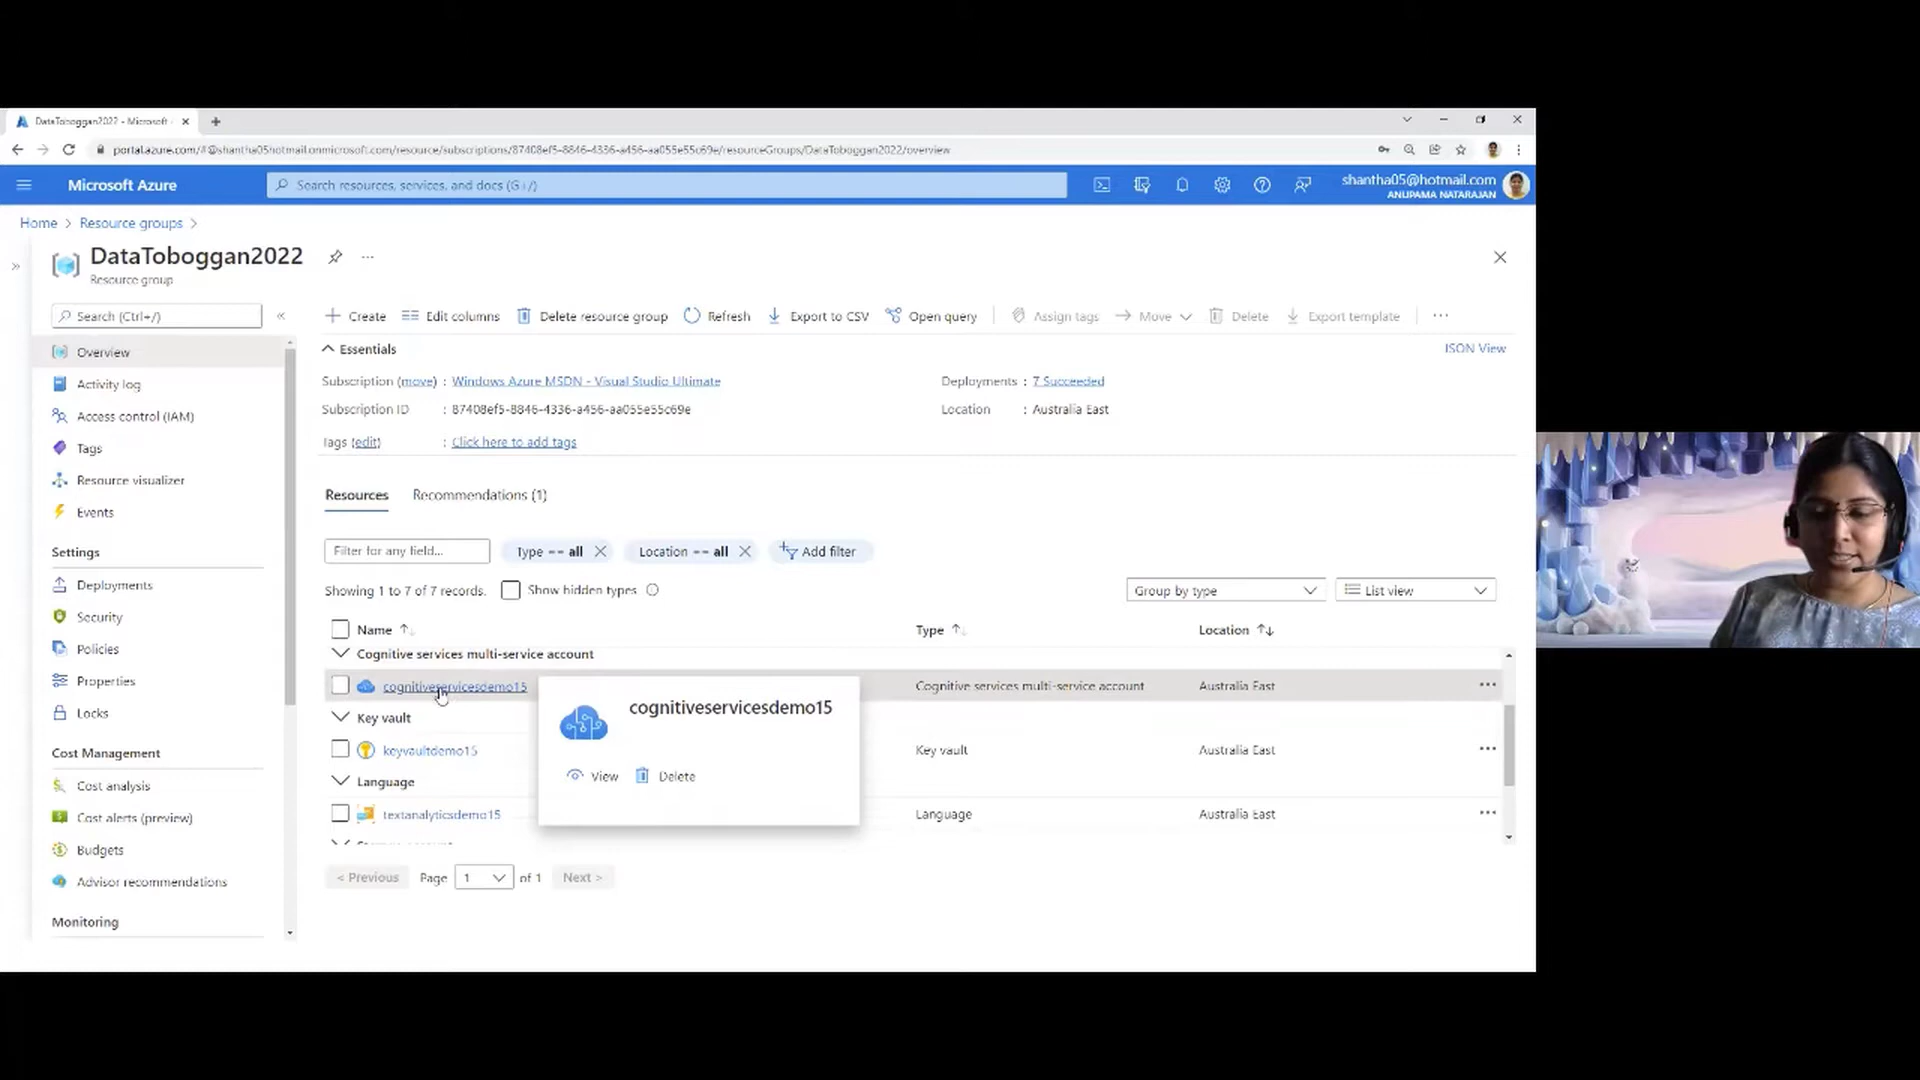 DataToboggan2022 - Microsoft
portal.azure.com/#@shantha05hotmail.onmicrosoft.com/resource/subscriptions/87408ef5-8846-4336-a456-aa055e55c69e/resourceGroups/DataToboggan2022/overview
Microsoft Azure
Search resources, services, and docs (G+/)
shantha05@hotmail.com
ANUPAMA NATARAJAN
Home > Resource groups >
DataToboggan2022
Resource group
Search (Ctrl+/)
Create
Edit columns
Delete resource group
Refresh
Export to CSV
Open query
Assign tags
Move
Delete
Export template
Overview
Activity log
Access control (IAM)
Tags
Resource visualizer
Events
Settings
Deployments
Security
Policies
Properties
Locks
Cost Management
Cost analysis
Cost alerts (preview)
Budgets
Advisor recommendations
Monitoring
Essentials
JSON View
Subscription (move) : Windows Azure MSDN - Visual Studio Ultimate
Deployments : 7 Succeeded
Subscription ID : 87408ef5-8846-4336-a456-aa055e55c69e
Location : Australia East
Tags (edit) : Click here to add tags
Resources
Recommendations (1)
Filter for any field...
Type == all
Location == all
Add filter
Showing 1 to 7 of 7 records.
Show hidden types
Group by type
List view
Name
Type
Location
Cognitive services multi-service account
cognitiveservicesdemo15
Cognitive services multi-service account
Australia East
Key vault
keyvaultdemo15
Key vault
Australia East
Language
textanalyticsdemo15
Language
Australia East
cognitiveservicesdemo15
View
Delete
< Previous
Page 1 of 1
Next >